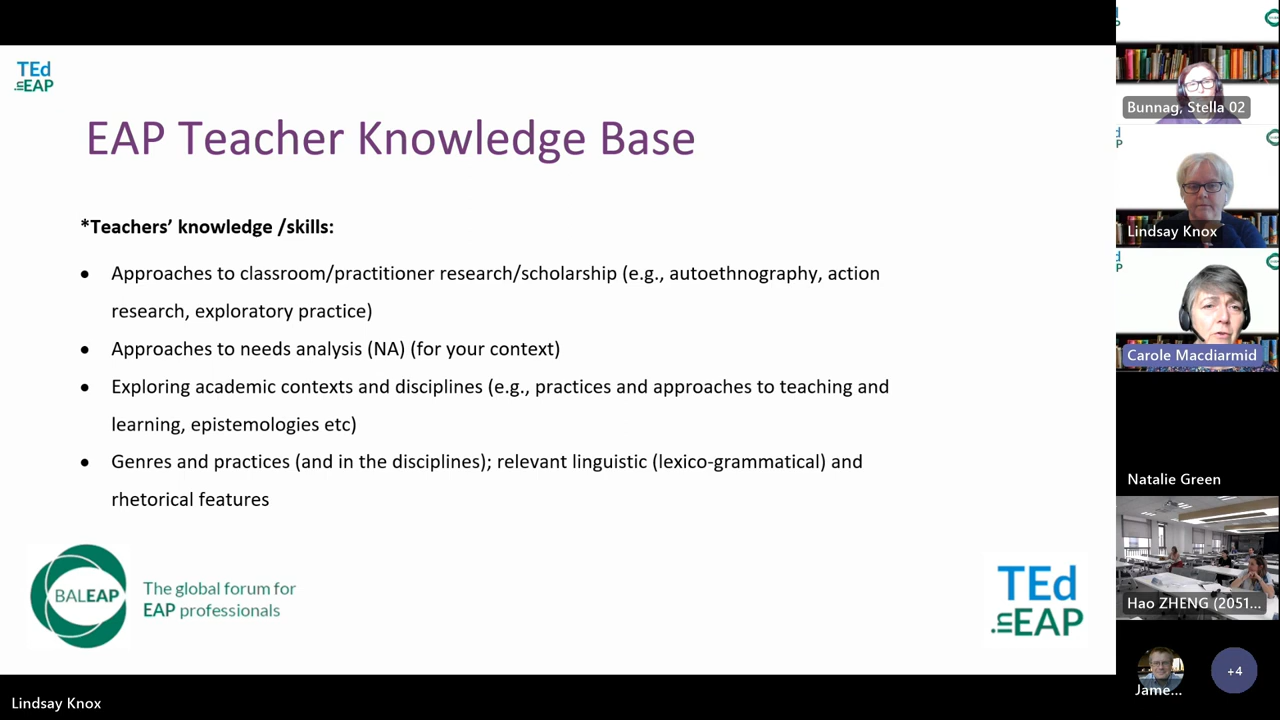 TEd
.inEAP
EAP Teacher Knowledge Base
*Teachers’ knowledge /skills:
• Approaches to classroom/practitioner research/scholarship (e.g., autoethnography, action
research, exploratory practice)
• Approaches to needs analysis (NA) (for your context)
• Exploring academic contexts and disciplines (e.g., practices and approaches to teaching and
learning, epistemologies etc)
• Genres and practices (and in the disciplines); relevant linguistic (lexico-grammatical) and
rhetorical features
BALEAP
The global forum for
EAP professionals
TEd
.inEAP
Lindsay Knox
Bunnag, Stella 02
Lindsay Knox
Carole Macdiarmid
Natalie Green
Hao ZHENG (2051...
Jame...
+4